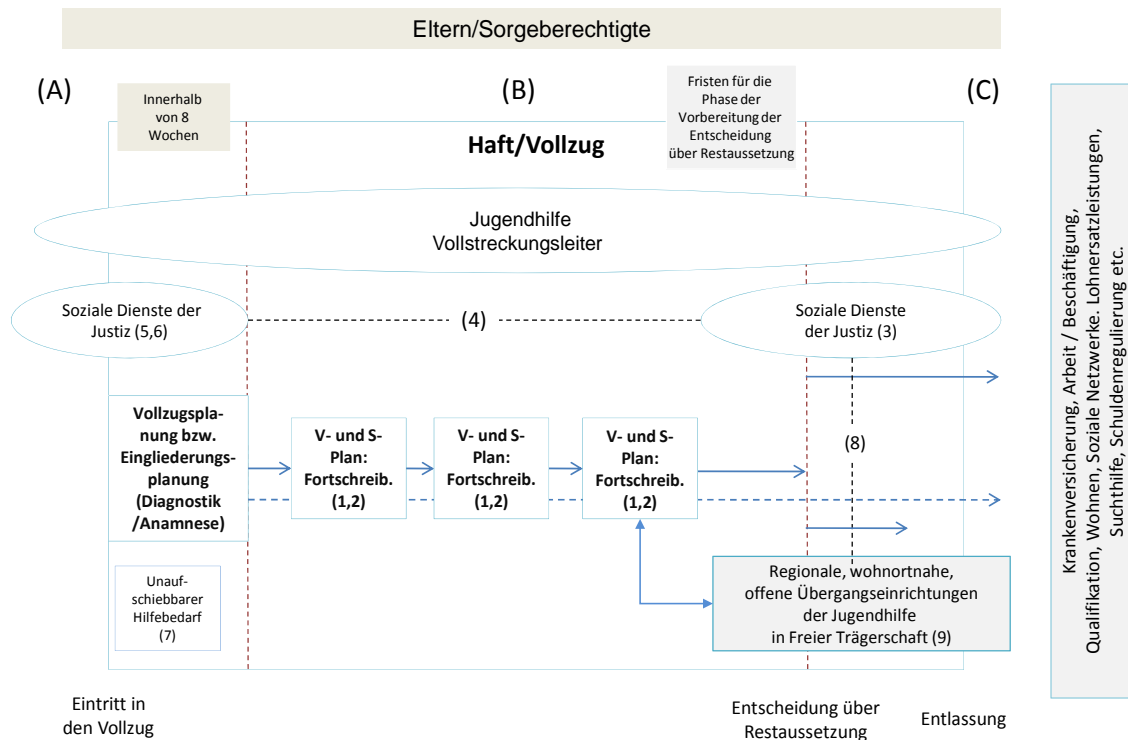 Eltern/Sorgeberechtigte
(A)
(B)
(C)
Innerhalb
von 8
Wochen
Fristen für die
Phase der
Vorbereitung der
Entscheidung
über Restaussetzung
Haft/Vollzug
Jugendhilfe
Vollstreckungsleiter
Soziale Dienste der
Justiz (5,6)
(4)
Soziale Dienste
der Justiz (3)
Vollzugspla-
nung bzw.
Eingliederungs-
planung
(Diagnostik
/Anamnese)
V- und S-
Plan:
Fortschreib.
(1,2)
V- und S-
Plan:
Fortschreib.
(1,2)
V- und S-
Plan:
Fortschreib.
(1,2)
(8)
Unauf-
schiebbarer
Hilfebedarf
(7)
Regionale, wohnortnahe,
offene Übergangseinrichtungen
der Jugendhilfe
in Freier Trägerschaft (9)
Eintritt in
den Vollzug
Entscheidung über
Restaussetzung
Entlassung
Krankenversicherung, Arbeit / Beschäftigung,
Qualifikation, Wohnen, Soziale Netzwerke. Lohnersatzleistungen,
Suchthilfe, Schuldenregulierung etc.